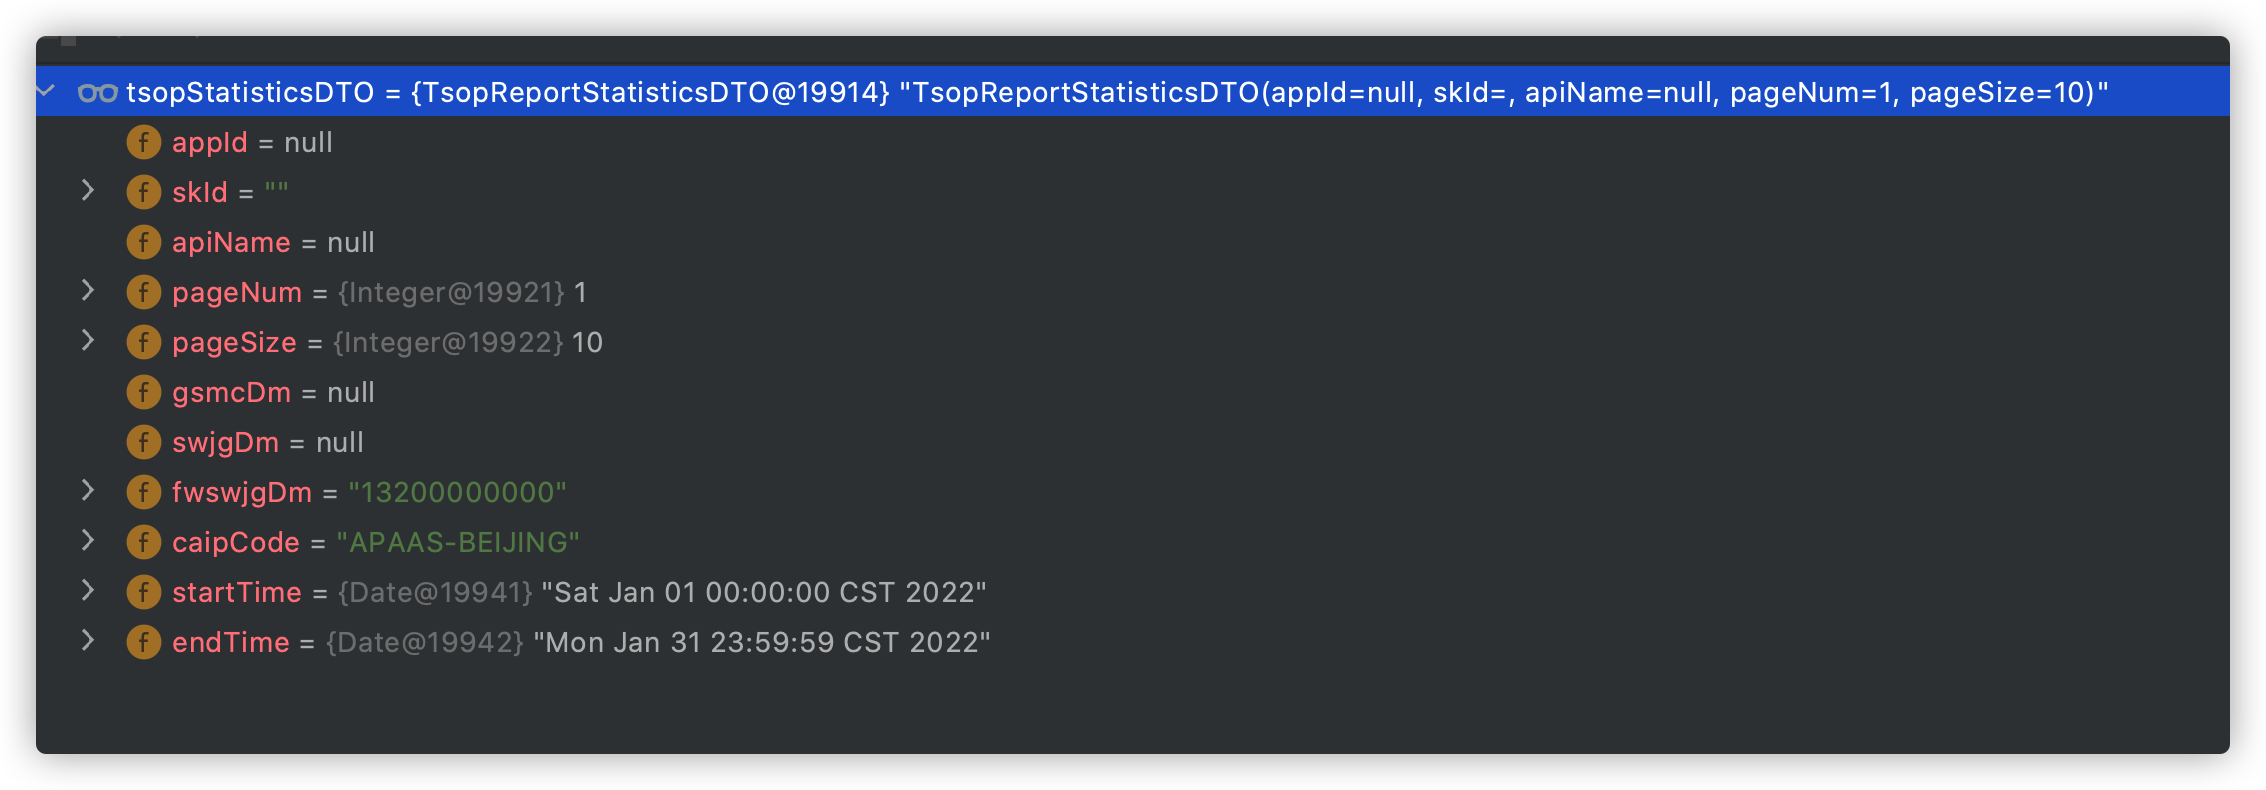 tsopStatisticsDTO = {TsopReportStatisticsDTO@19914} "TsopReportStatisticsDTO(appId=null, skId=, apiName=null, pageNum=1, pageSize=10)"
f appId = null
f skId = ""
f apiName = null
f pageNum = {Integer@19921} 1
f pageSize = {Integer@19922} 10
f gsmcDm = null
f swjgDm = null
f fwswjgDm = "13200000000"
f caipCode = "APAAS-BEIJING"
f startTime = {Date@19941} "Sat Jan 01 00:00:00 CST 2022"
f endTime = {Date@19942} "Mon Jan 31 23:59:59 CST 2022"